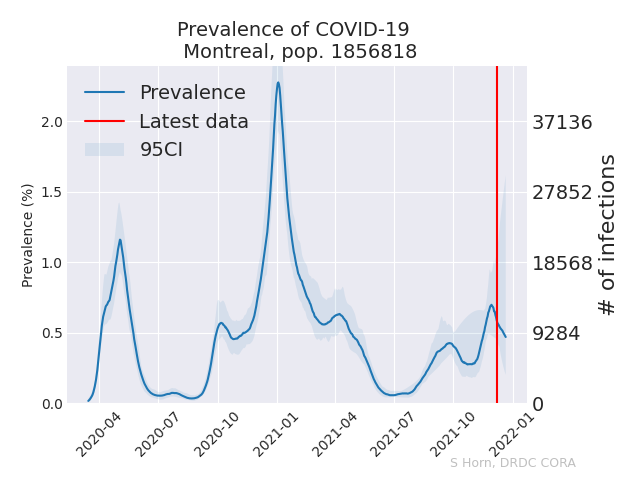 Prevalence of COVID-19
Montreal, pop. 1856818
Prevalence
Latest data
95CI
Prevalence (%)
2.0
1.5
1.0
0.5
0.0
37136
27852
18568
9284
0
# of infections
2020-04
2020-07
2020-10
2021-01
2021-04
2021-07
2021-10
2022-01
S Horn, DRDC CORA